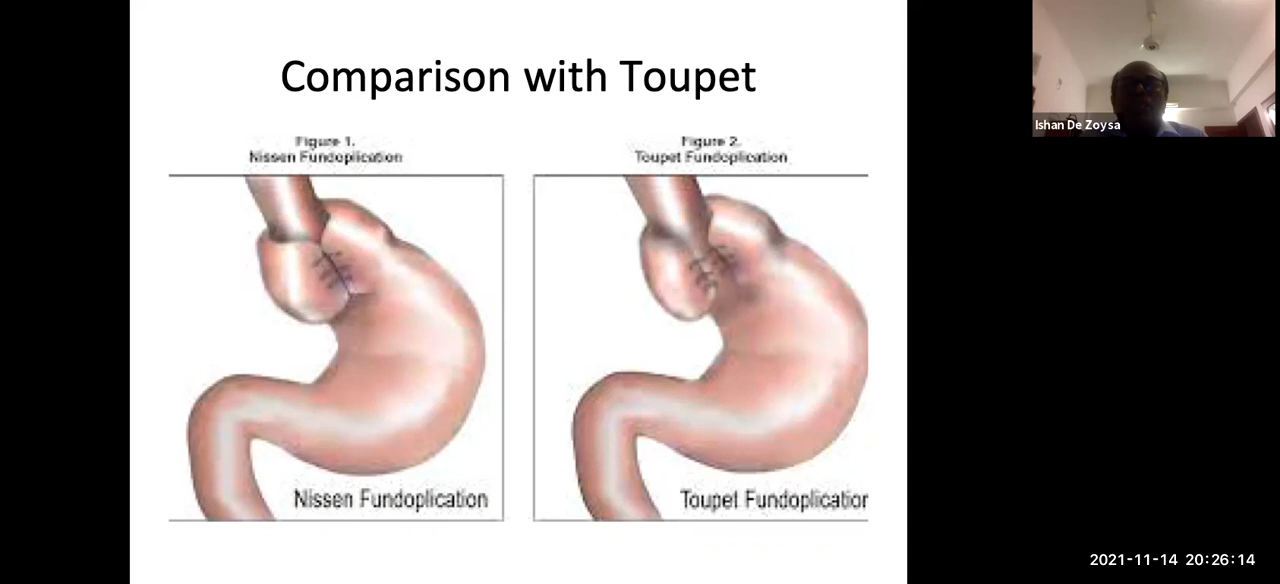 Comparison with Toupet
Figure 1.
Nissen Fundoplication
Figure 2.
Toupet Fundoplication
Nissen Fundoplication
Toupet Fundoplication
Ishan De Zoysa
2021-11-14 20:26:14